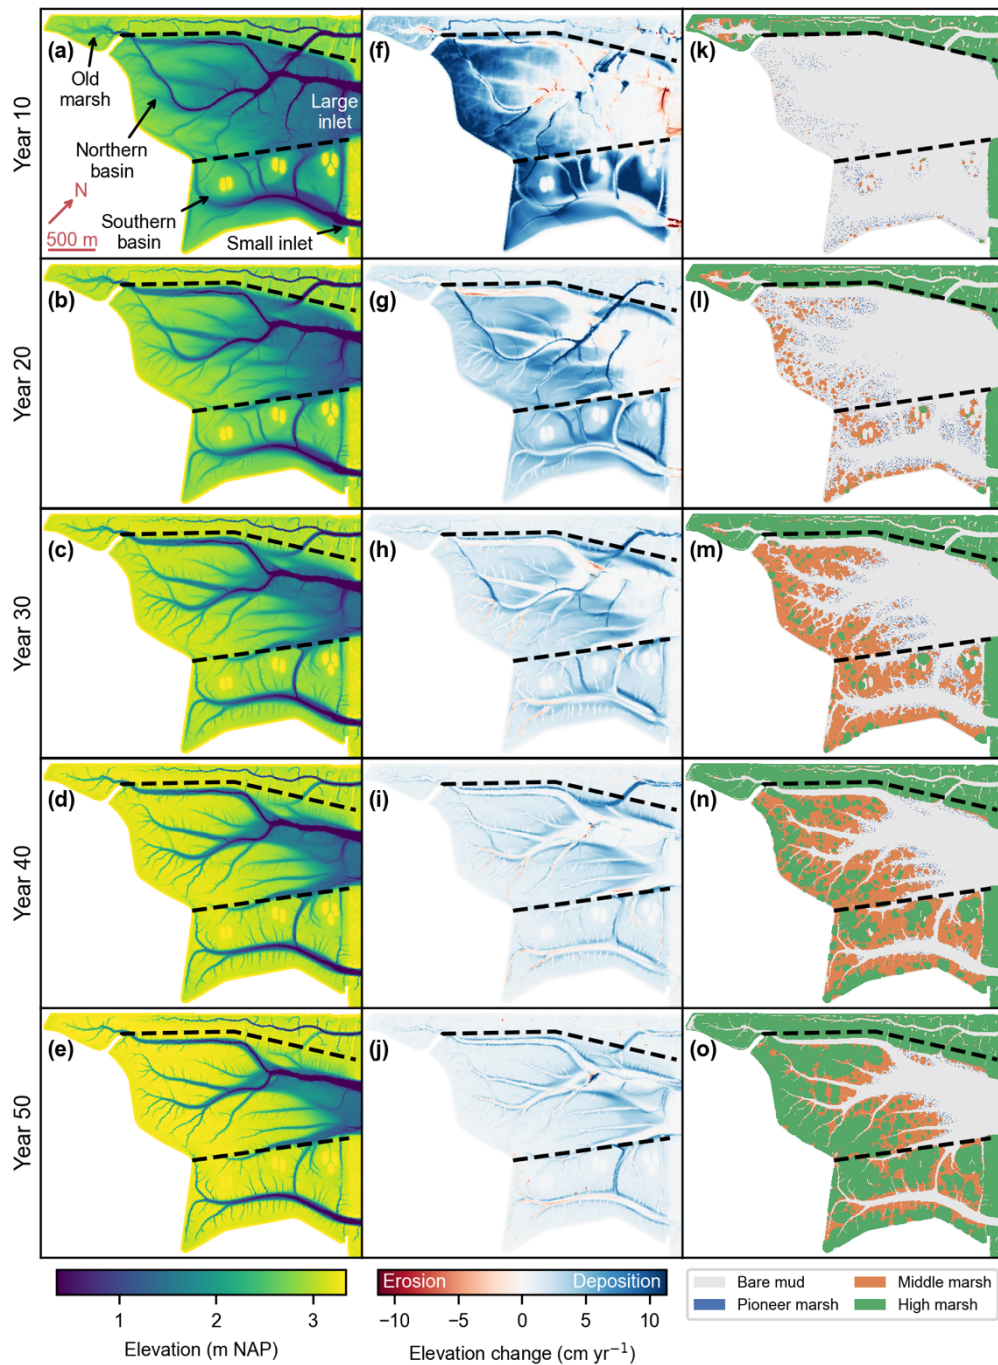 Year 10
(a)
Old
marsh
Large
inlet
Northern
basin
N
500 m
Southern
basin
Small inlet
(f)
(k)
Year 20
(b)
(g)
(l)
Year 30
(c)
(h)
(m)
Year 40
(d)
(i)
(n)
Year 50
(e)
(j)
(o)
1 2 3
Elevation (m NAP)
Erosion Deposition
−10 −5 0 5 10
Elevation change (cm yr⁻¹)
Bare mud Middle marsh
Pioneer marsh High marsh